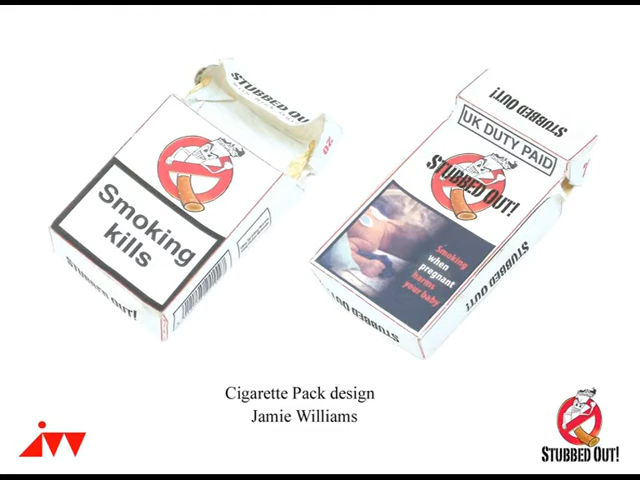 STUBBED OUT!
20
Smoking
kills
STUBBED OUT!
STUBBED OUT!
UK DUTY PAID
STUBBED OUT!
Smoking
when
pregnant
harms
your baby
STUBBED OUT!
STUBBED OUT!
Cigarette Pack design
Jamie Williams
STUBBED OUT!